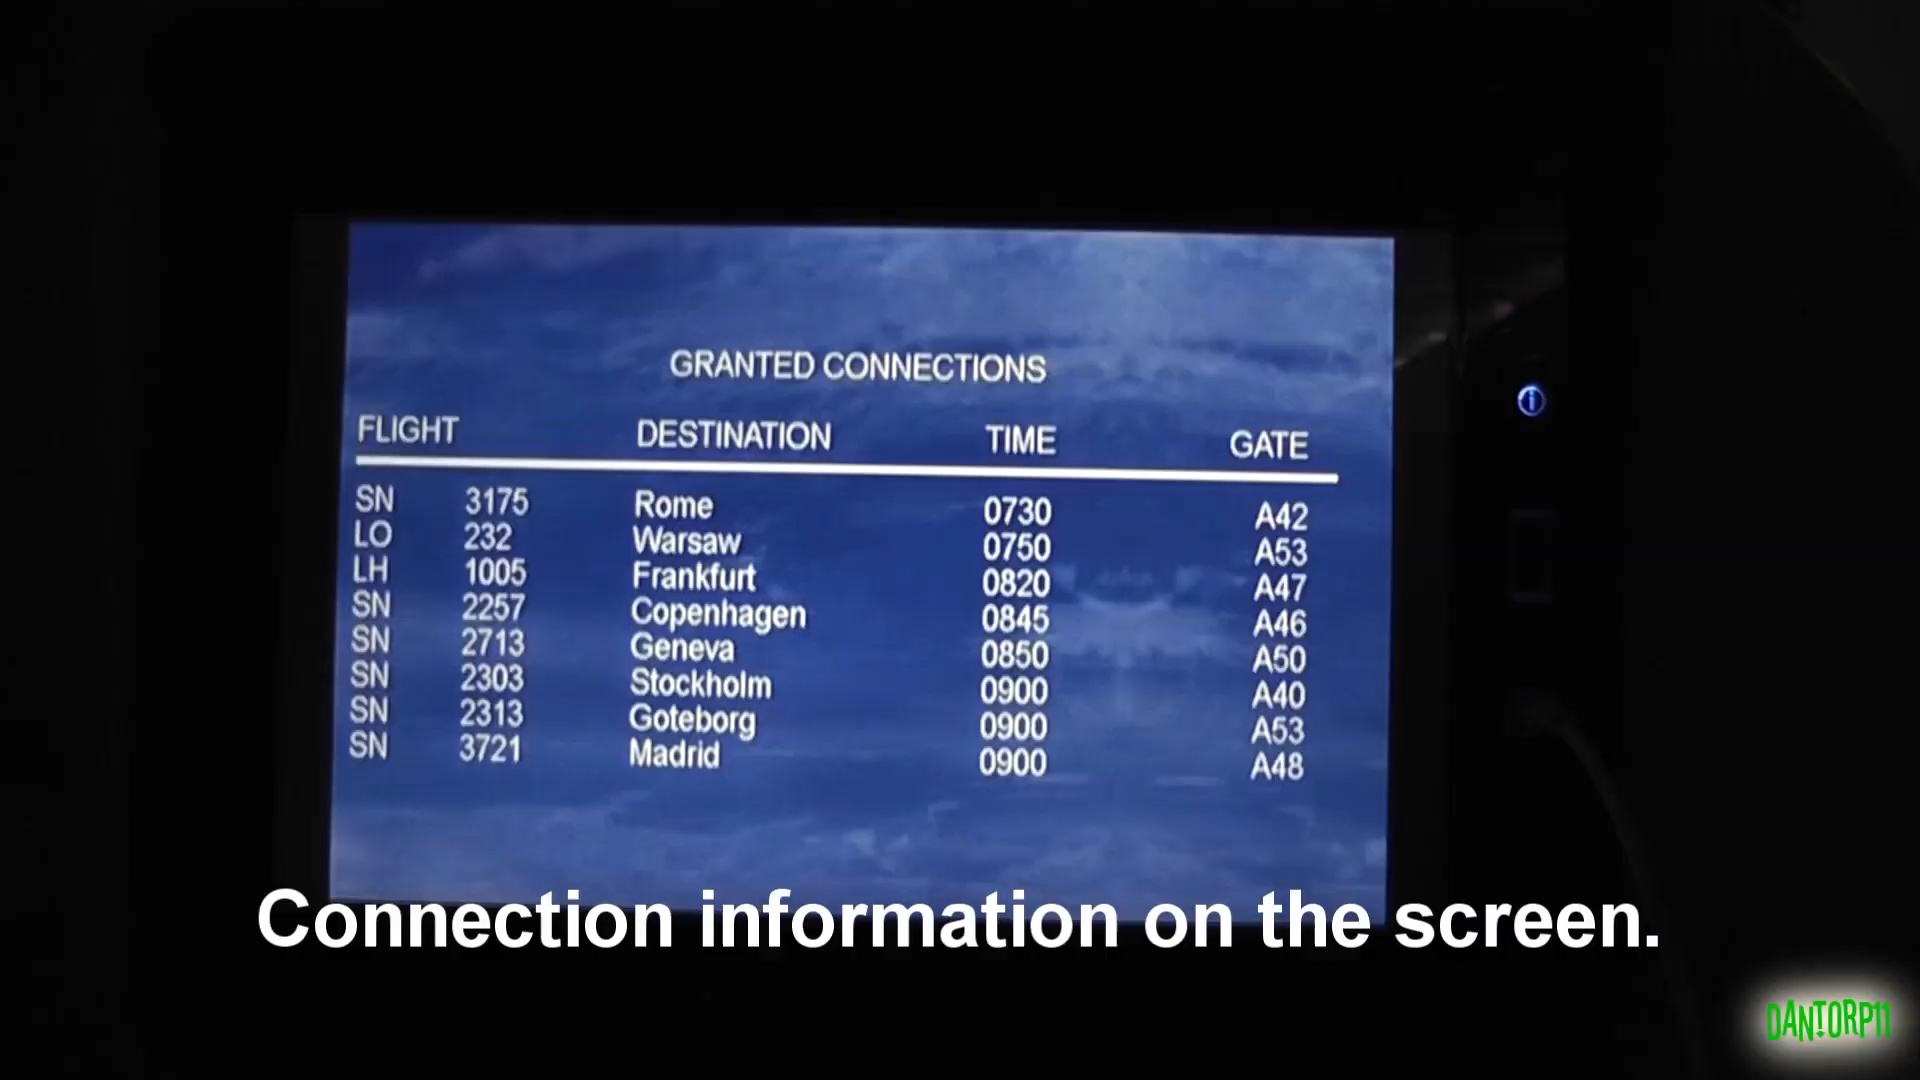 GRANTED CONNECTIONS
FLIGHT DESTINATION TIME GATE
SN 3175 Rome 0730 A42
LO 232 Warsaw 0750 A53
LH 1005 Frankfurt 0820 A47
SN 2257 Copenhagen 0845 A46
SN 2713 Geneva 0850 A50
SN 2303 Stockholm 0900 A40
SN 2313 Goteborg 0900 A53
SN 3721 Madrid 0900 A48
Connection information on the screen.
DANTORP11